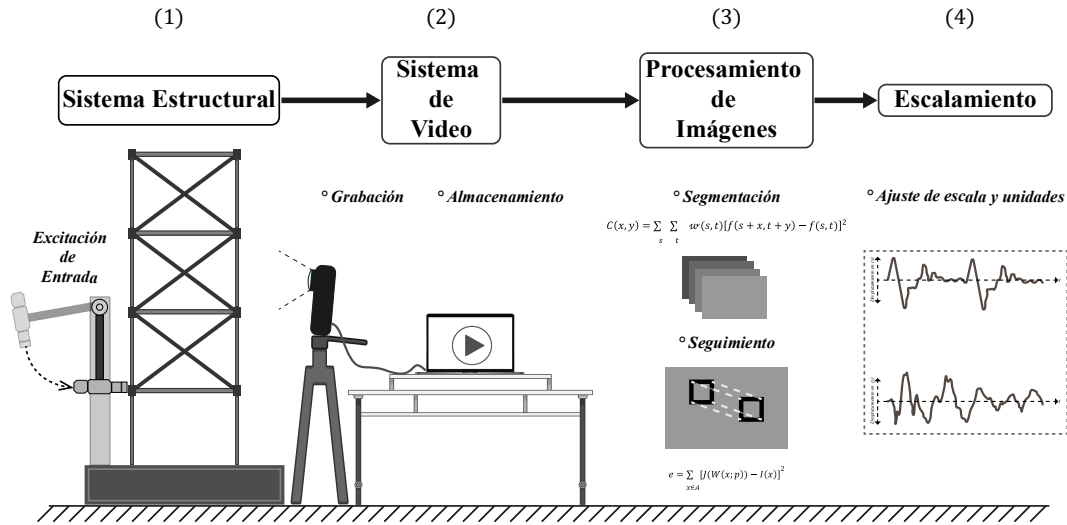 (1)
(2)
(3)
(4)
Sistema Estructural
Sistema
de
Video
Procesamiento
de
Imágenes
Escalamiento
Excitación
de
Entrada
° Grabación
° Almacenamiento
° Segmentación
C(x, y) = ∑ ∑ w(s, t)[f(s + x, t + y) − f(s, t)]²
s t
° Seguimiento
e = ∑ [J(W(x; p)) − I(x)]²
x∈A
° Ajuste de escala y unidades